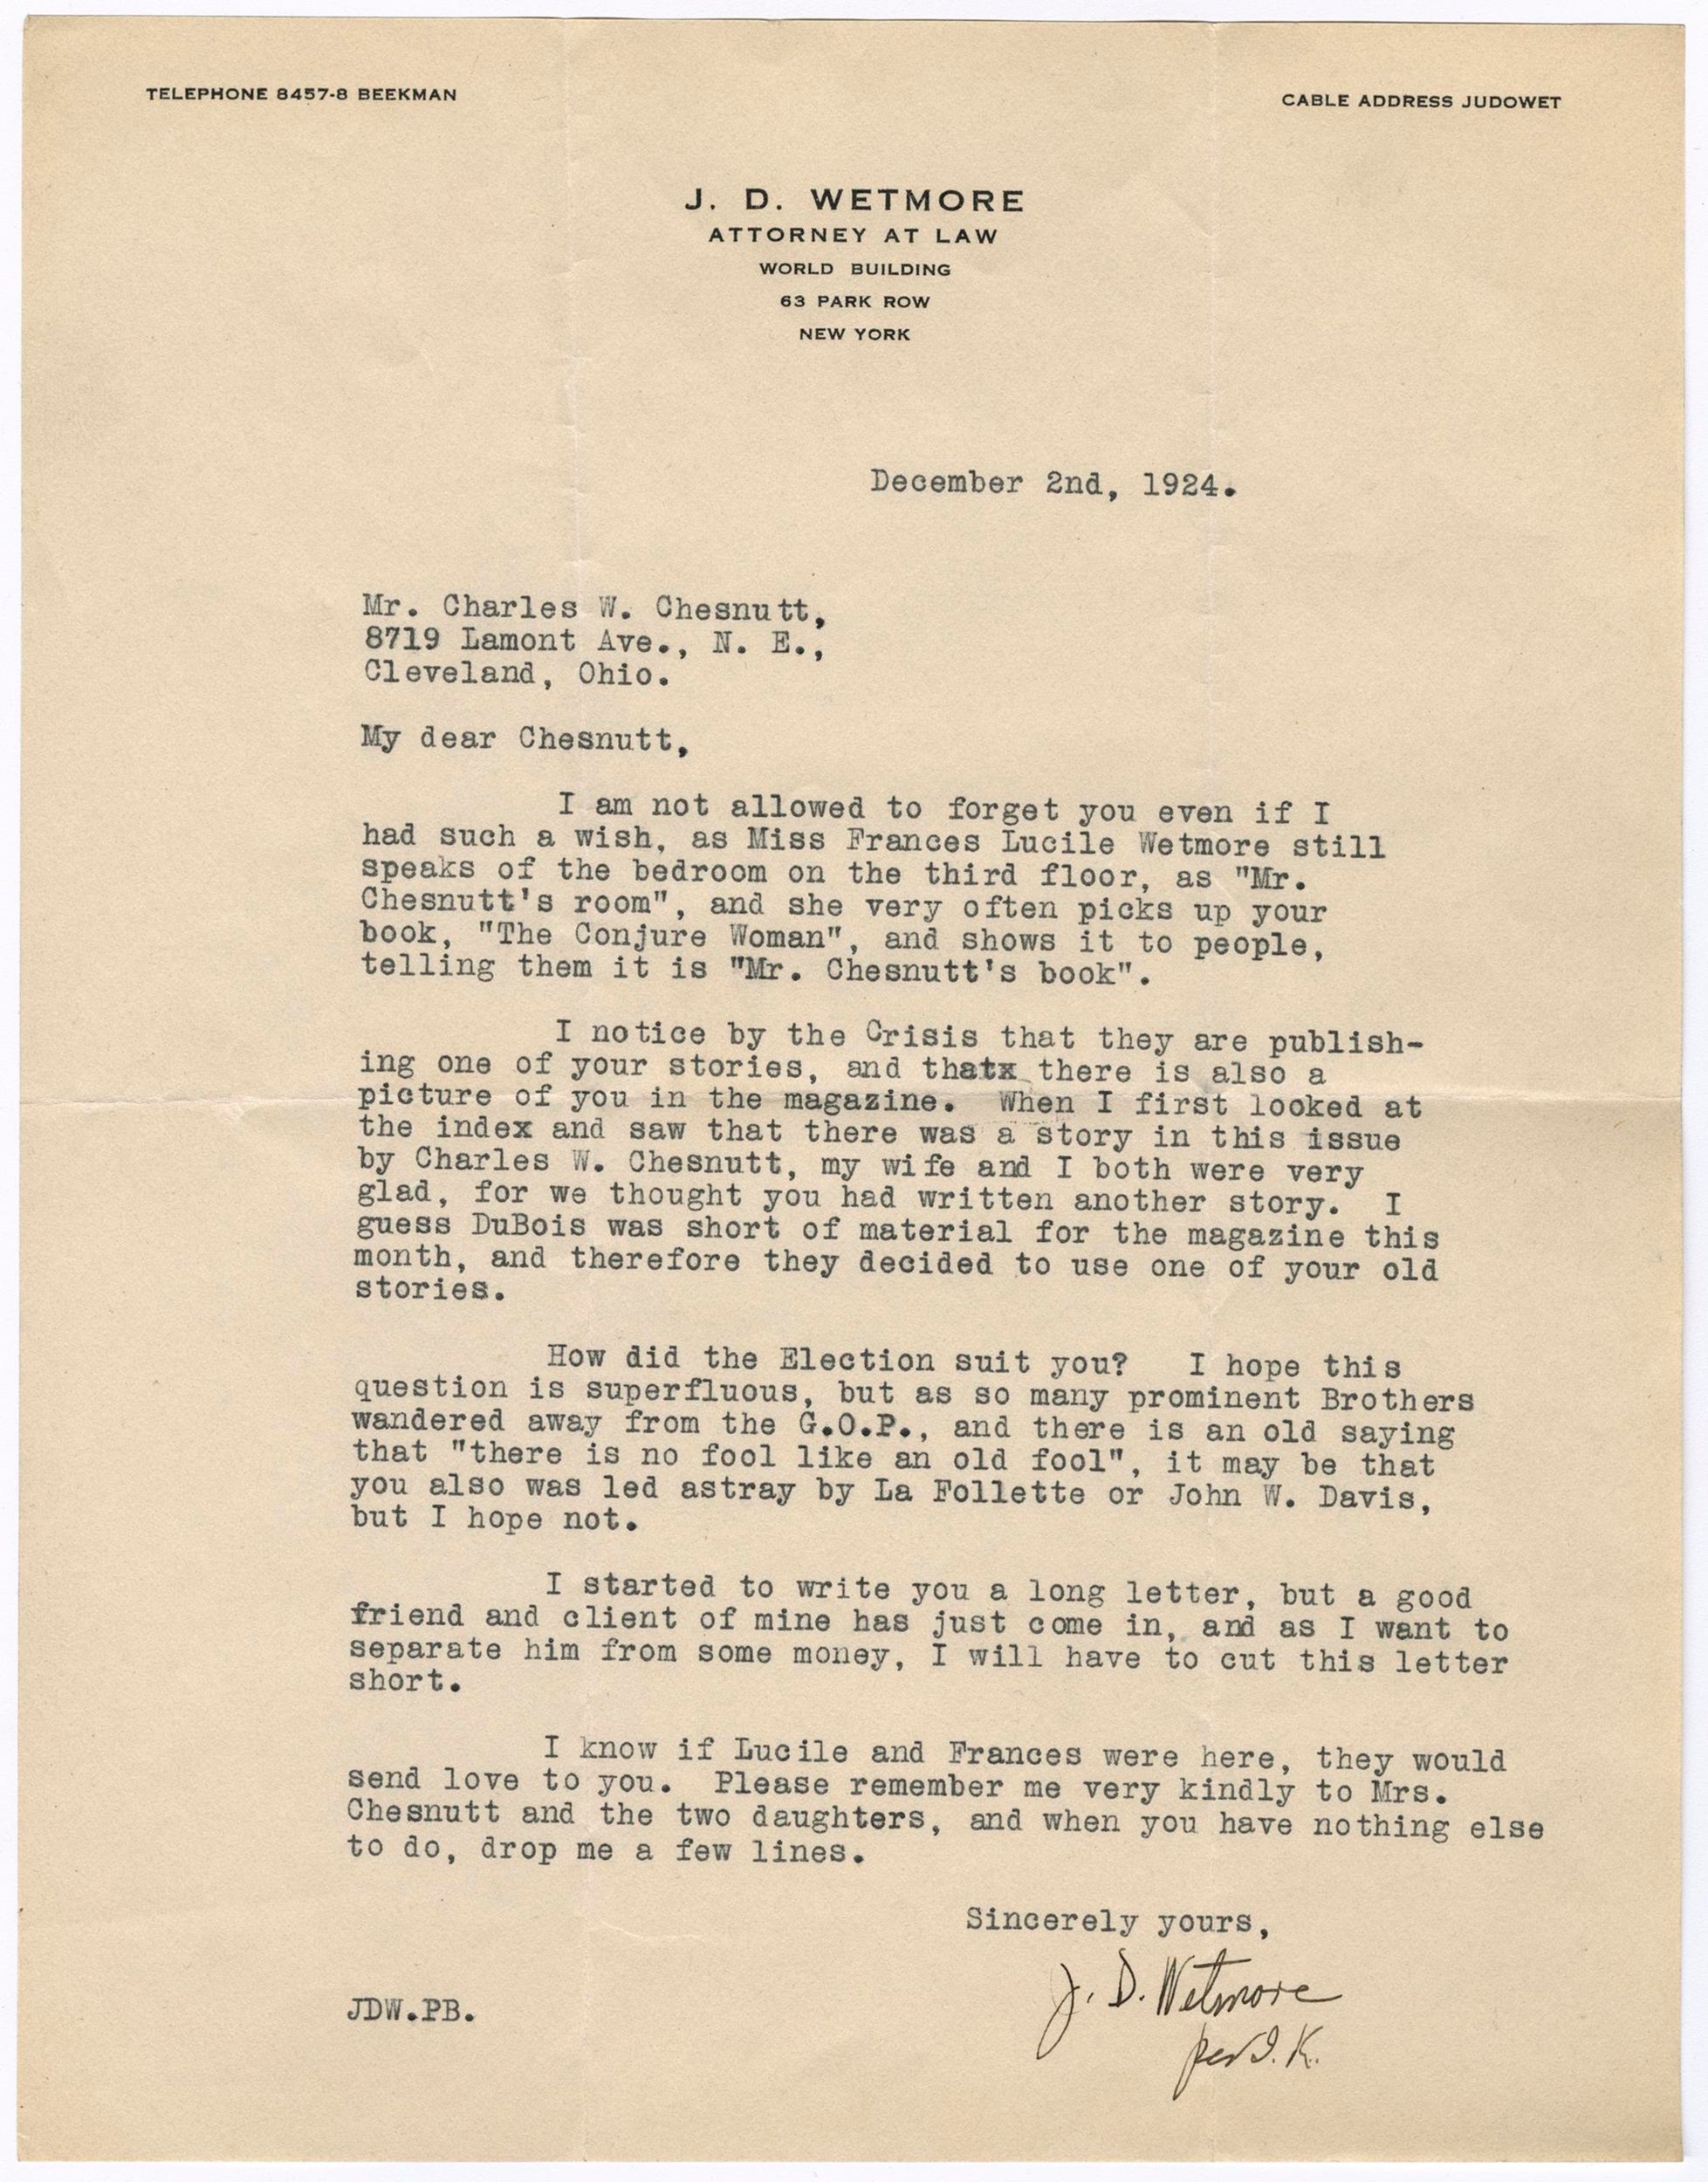 TELEPHONE 8457-8 BEEKMAN
CABLE ADDRESS JUDOWET
J. D. WETMORE
ATTORNEY AT LAW
WORLD BUILDING
63 PARK ROW
NEW YORK
December 2nd, 1924.
Mr. Charles W. Chesnutt,
8719 Lamont Ave., N. E.,
Cleveland, Ohio.
My dear Chesnutt,
I am not allowed to forget you even if I
had such a wish, as Miss Frances Lucile Wetmore still
speaks of the bedroom on the third floor, as "Mr.
Chesnutt's room", and she very often picks up your
book, "The Conjure Woman", and shows it to people,
telling them it is "Mr. Chesnutt's book".
I notice by the Crisis that they are publish-
ing one of your stories, and thatx there is also a
picture of you in the magazine. When I first looked at
the index and saw that there was a story in this issue
by Charles W. Chesnutt, my wife and I both were very
glad, for we thought you had written another story. I
guess DuBois was short of material for the magazine this
month, and therefore they decided to use one of your old
stories.
How did the Election suit you? I hope this
question is superfluous, but as so many prominent Brothers
wandered away from the G.O.P., and there is an old saying
that "there is no fool like an old fool", it may be that
you also was led astray by La Follette or John W. Davis,
but I hope not.
I started to write you a long letter, but a good
friend and client of mine has just come in, and as I want to
separate him from some money, I will have to cut this letter
short.
I know if Lucile and Frances were here, they would
send love to you. Please remember me very kindly to Mrs.
Chesnutt and the two daughters, and when you have nothing else
to do, drop me a few lines.
Sincerely yours,
J. D. Wetmore
per I. K.
JDW.PB.